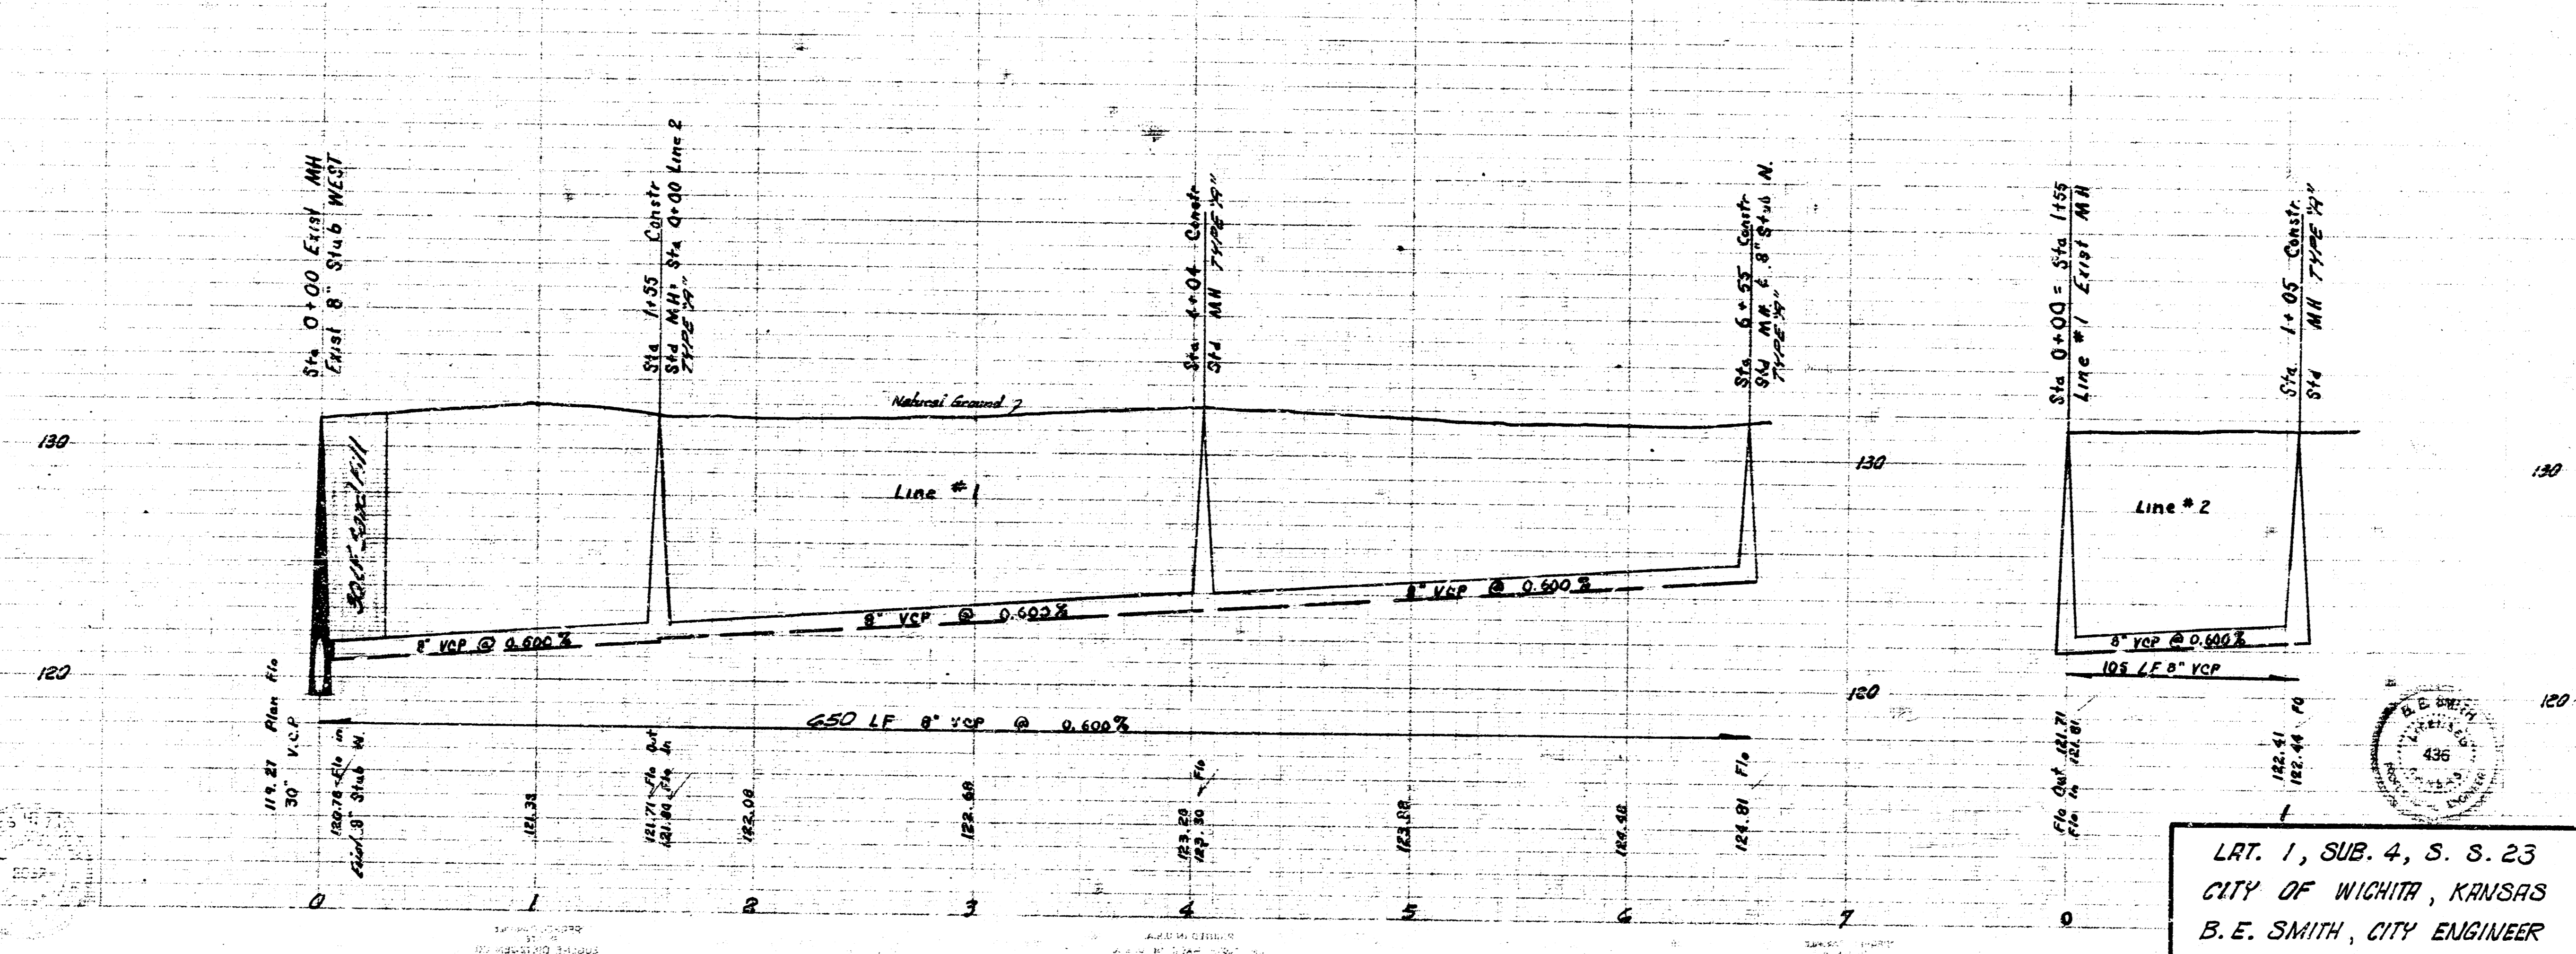 Sta 0+00 Exist MH
Exist 8" Stub WEST
Sta 1+55 Constr
Std MH= Sta 0+00 Line 2
TYPE "A"
Sta 4+04 Constr
Std MH TYPE "A"
Sta 6+55 Constr
Std MH & 8" Stub N.
TYPE "A"
Sta 0+00 = Sta 1+55
Line #1 Exist MH
Sta 1+05 Constr.
Std MH TYPE "A"
Natural Ground
130
130
130
Sand Fill
Line #1
Line #2
8" VCP @ 0.600%
8" VCP @ 0.600%
8" VCP @ 0.600%
8" VCP @ 0.600%
105 LF 8" VCP
120
120
120
650 LF 8" VCP @ 0.600%
119.27 Plan Flo
30" V.C.P.
120.78 Flo in
Exist. 8" Stub W.
121.38
121.71 Flo Out
121.80 Flo In
122.08
122.68
123.28
123.30 Flo
123.88
124.48
124.81 Flo
Flo Out 121.71
Flo In 121.81
122.41
122.44 FO
B. E. SMITH
LICENSED
436
ENGINEER
0 1 2 3 4 5 6 7 0 1
LAT. 1, SUB. 4, S. S. 23
CITY OF WICHITA, KANSAS
B. E. SMITH, CITY ENGINEER